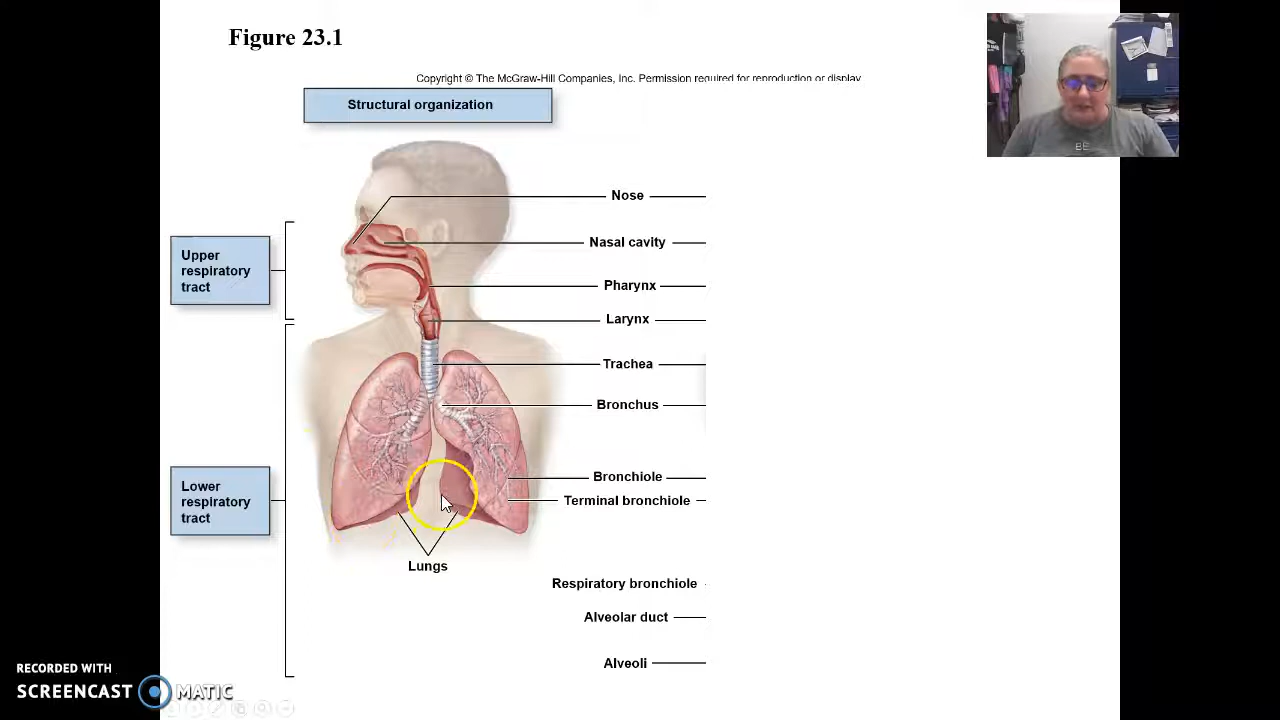 Figure 23.1
Copyright © The McGraw-Hill Companies, Inc. Permission required for reproduction or display
Structural organization
Nose
Nasal cavity
Upper
respiratory
tract
Pharynx
Larynx
Trachea
Bronchus
Bronchiole
Terminal bronchiole
Lower
respiratory
tract
Lungs
Respiratory bronchiole
Alveolar duct
Alveoli
BE
RECORDED WITH
SCREENCAST MATIC